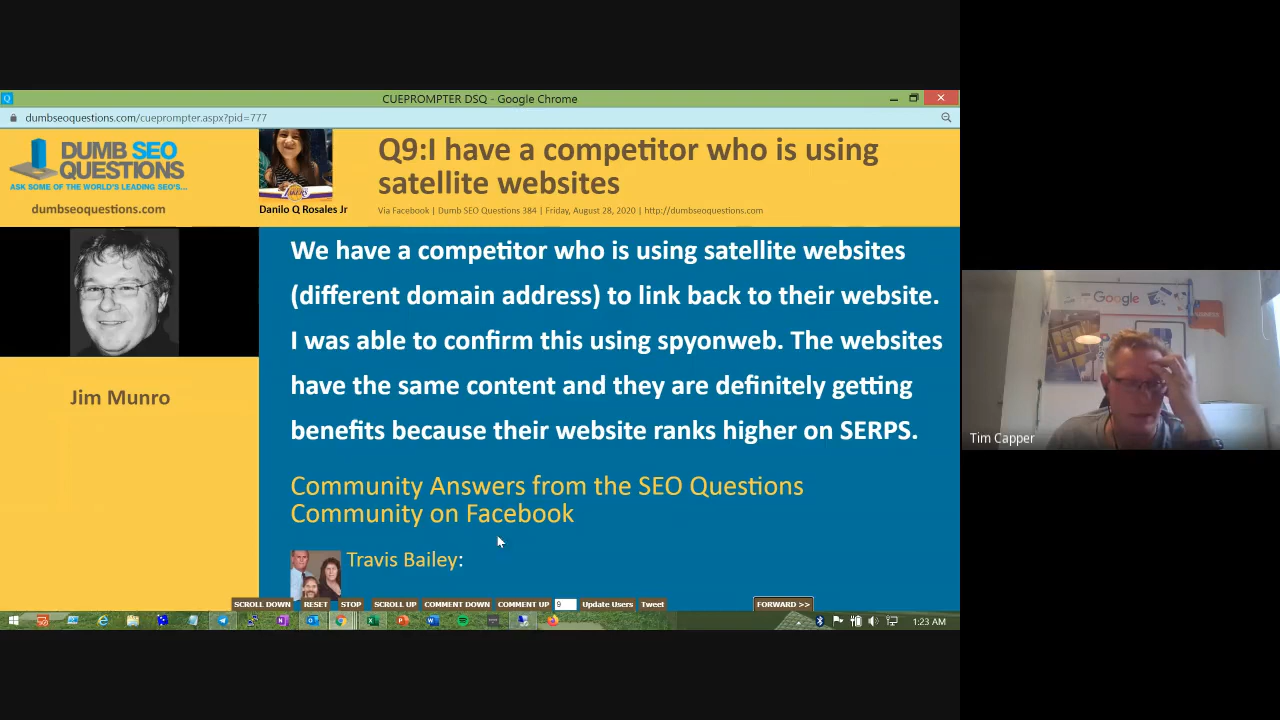 CUEPROMPTER DSQ - Google Chrome
dumbseoquestions.com/cueprompter.aspx?pid=777
DUMB SEO
QUESTIONS
ASK SOME OF THE WORLD'S LEADING SEO'S...
dumbseoquestions.com
LAKERS
Danilo Q Rosales Jr
Q9:I have a competitor who is using
satellite websites
Via Facebook | Dumb SEO Questions 384 | Friday, August 28, 2020 | http://dumbseoquestions.com
Jim Munro
We have a competitor who is using satellite websites
(different domain address) to link back to their website.
I was able to confirm this using spyonweb. The websites
have the same content and they are definitely getting
benefits because their website ranks higher on SERPS.
Community Answers from the SEO Questions
Community on Facebook
Travis Bailey:
SCROLL DOWN RESET STOP SCROLL UP COMMENT DOWN COMMENT UP 9 Update Users Tweet FORWARD >>
1:23 AM
Google
Tim Capper